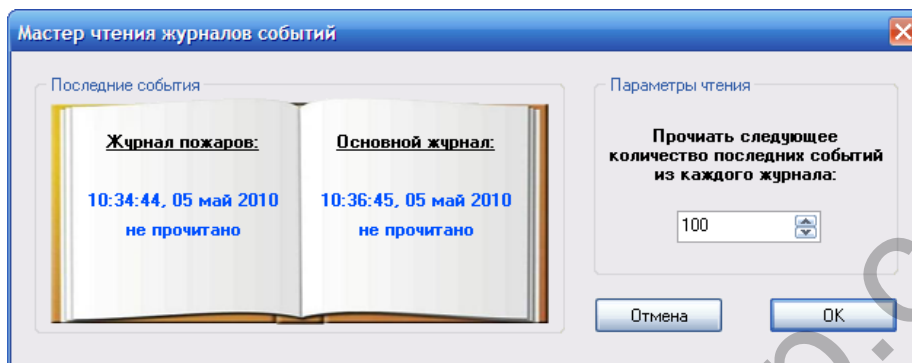 Мастер чтения журналов событий
Последние события
Журнал пожаров:
10:34:44, 05 май 2010
не прочитано
Основной журнал:
10:36:45, 05 май 2010
не прочитано
Параметры чтения
Прочиать следующее
количество последних событий
из каждого журнала:
100
Отмена
OK